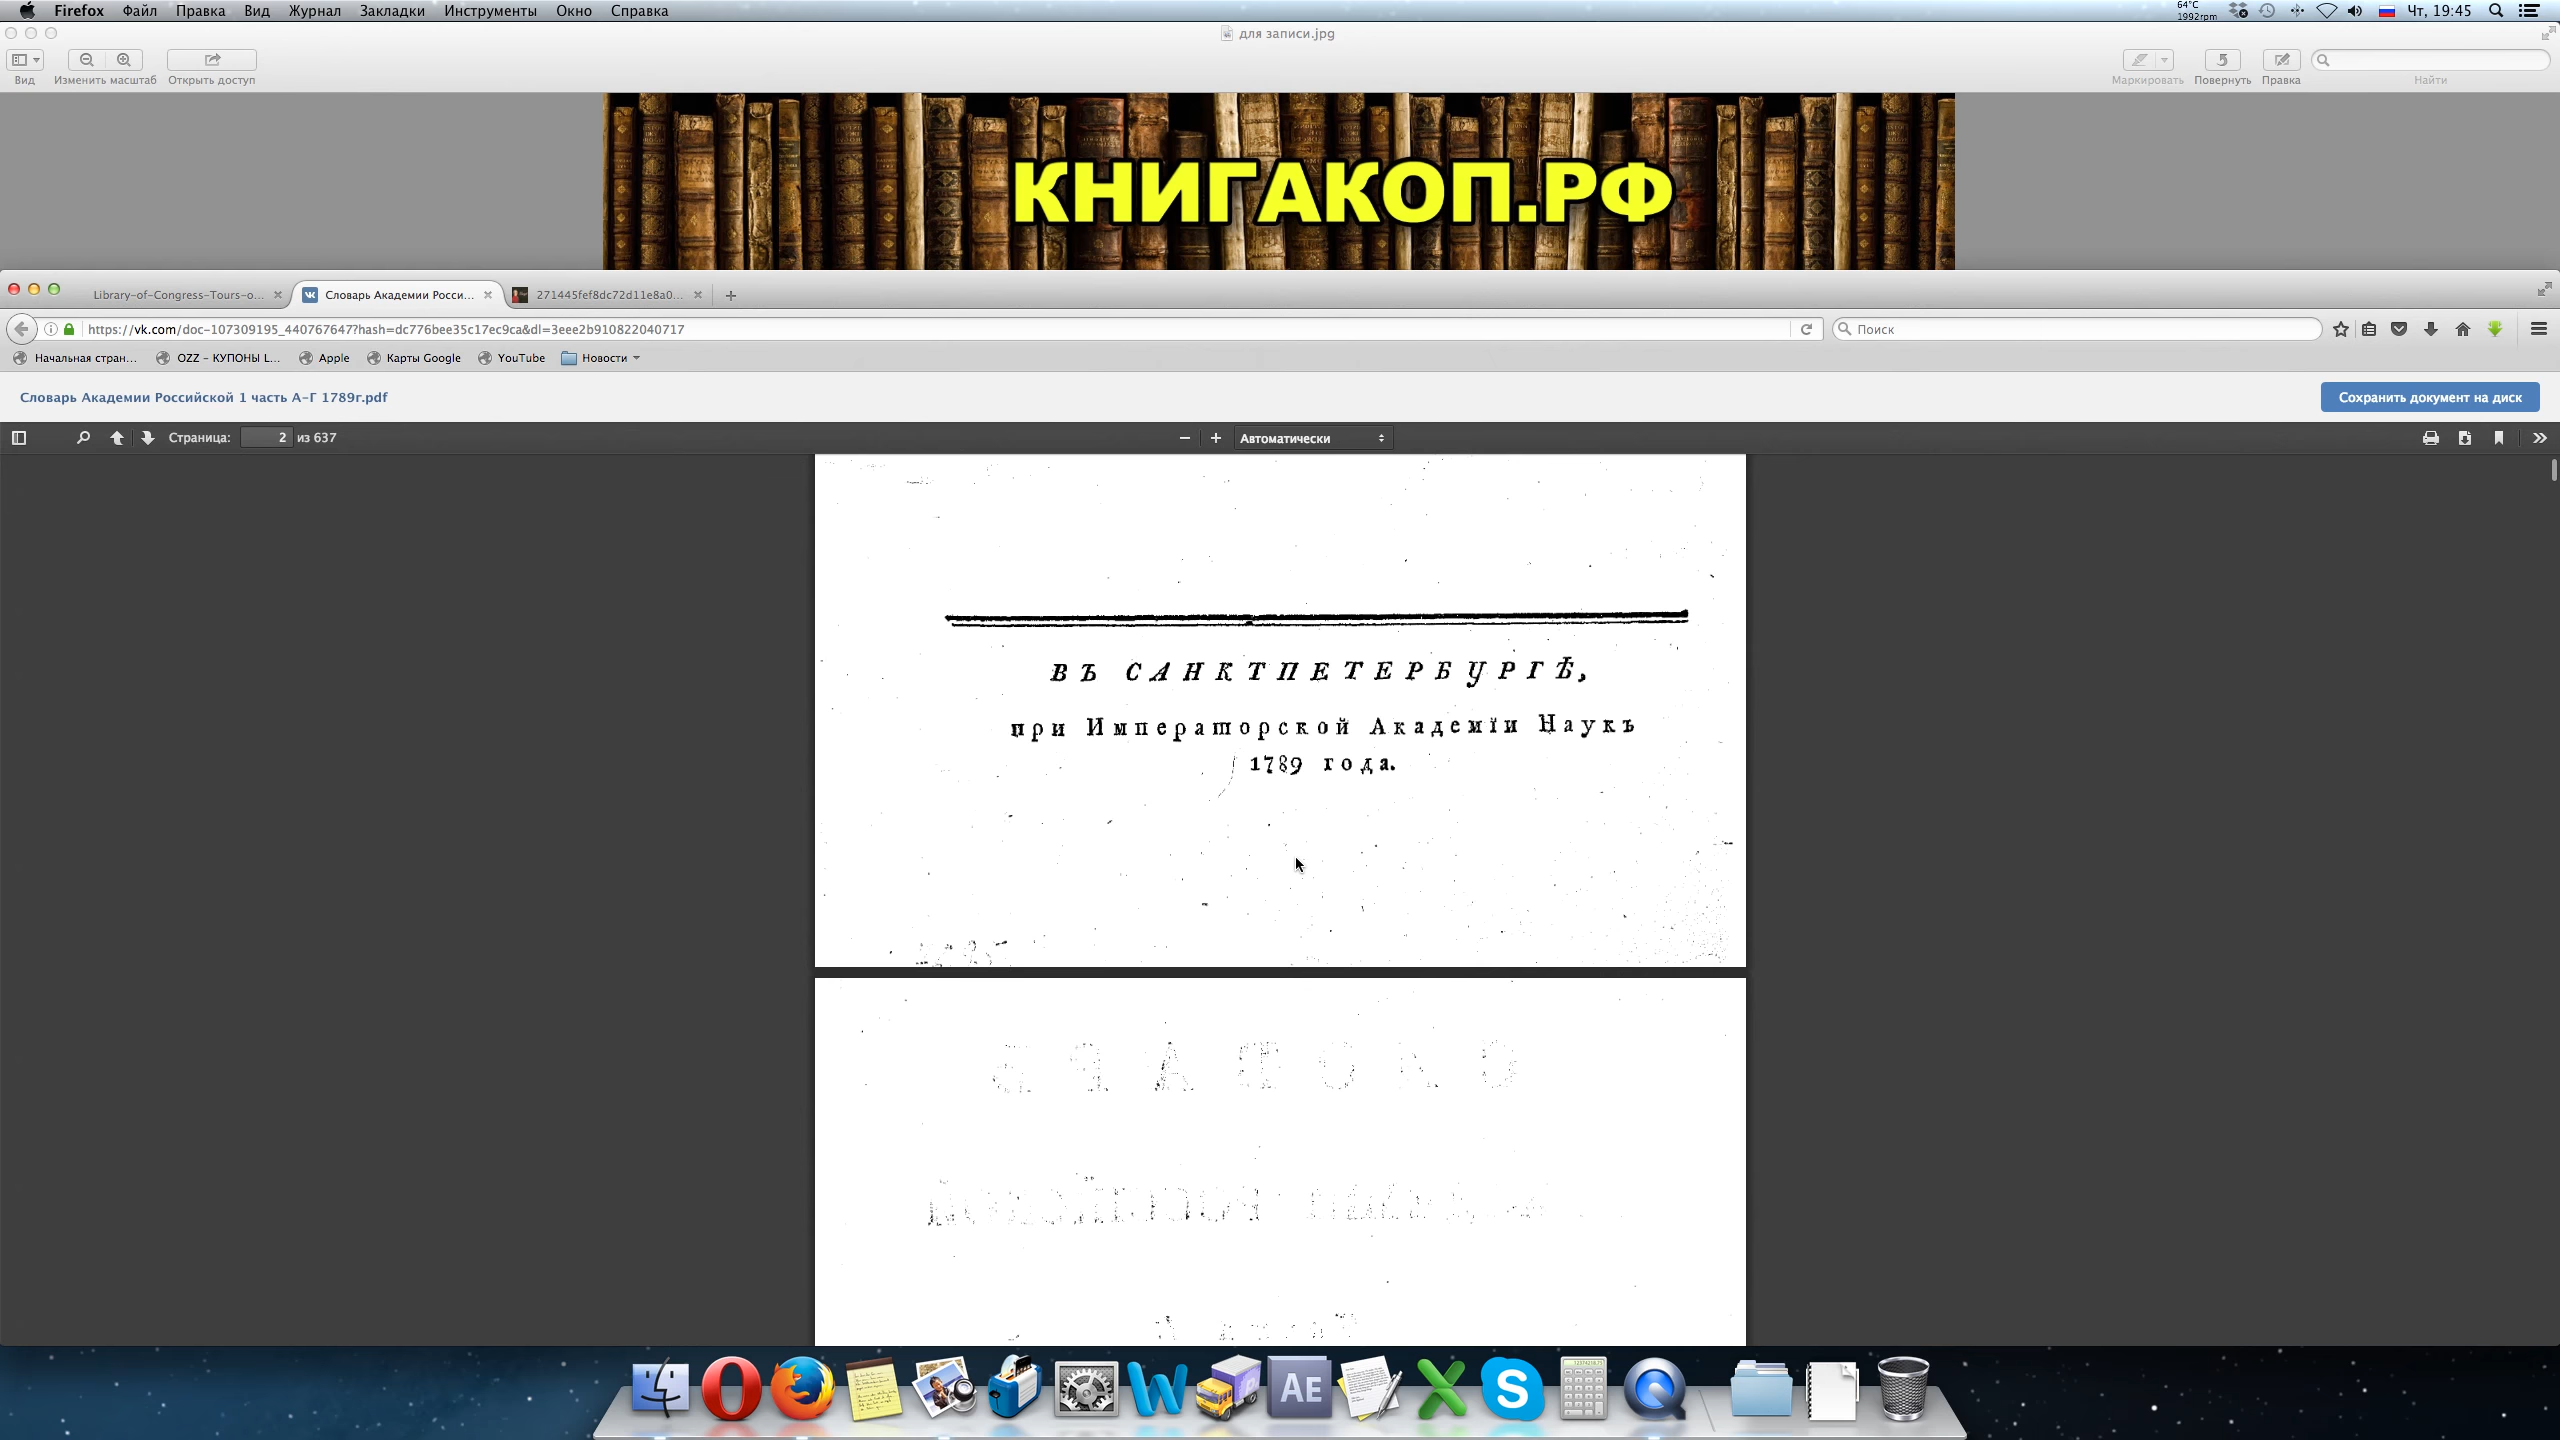 Firefox Файл Правка Вид Журнал Закладки Инструменты Окно Справка
64°C
1992rpm
Чт, 19:45
для записи.jpg
Вид Изменить масштаб Открыть доступ
Маркировать Повернуть Правка Найти
КНИГАКОП.РФ
Library-of-Congress-Tours-o...
Словарь Академии Росси...
271445fef8dc72d11e8a0...
https://vk.com/doc-107309195_440767647?hash=dc776bee35c17ec9ca&dl=3eee2b910822040717
Поиск
Начальная стран... OZZ - КУПОНЫ L... Apple Карты Google YouTube Новости
Словарь Академии Российской 1 часть А-Г 1789г.pdf
Сохранить документ на диск
Страница: 2 из 637
Автоматически
ВЪ САНКТПЕТЕРБУРГѢ,
при Императорской Академіи Наукъ
1789 года.
AE